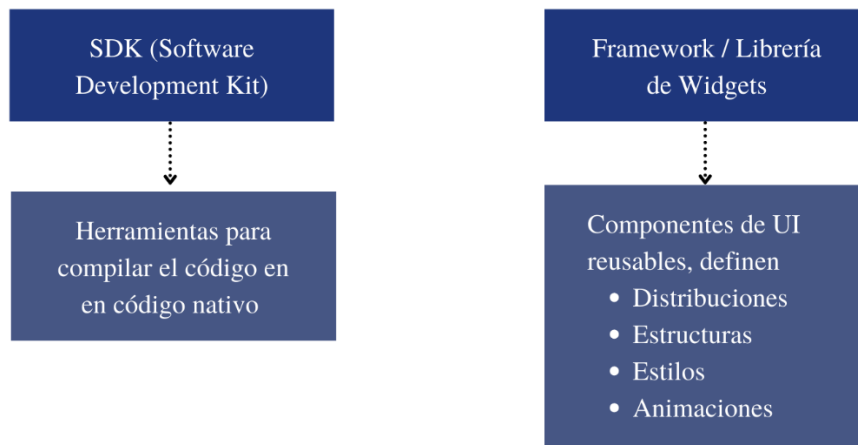 SDK (Software
Development Kit)
Herramientas para
compilar el código en
en código nativo
Framework / Librería
de Widgets
Componentes de UI
reusables, definen
• Distribuciones
• Estructuras
• Estilos
• Animaciones